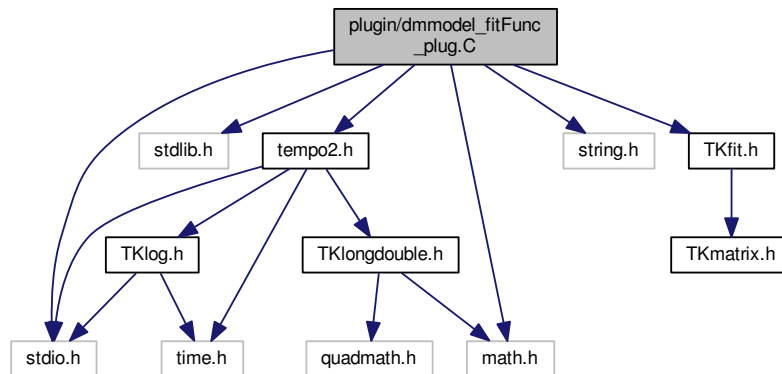 plugin/dmmodel_fitFunc
_plug.C
stdlib.h
tempo2.h
string.h
TKfit.h
TKlog.h
TKlongdouble.h
TKmatrix.h
stdio.h
time.h
quadmath.h
math.h